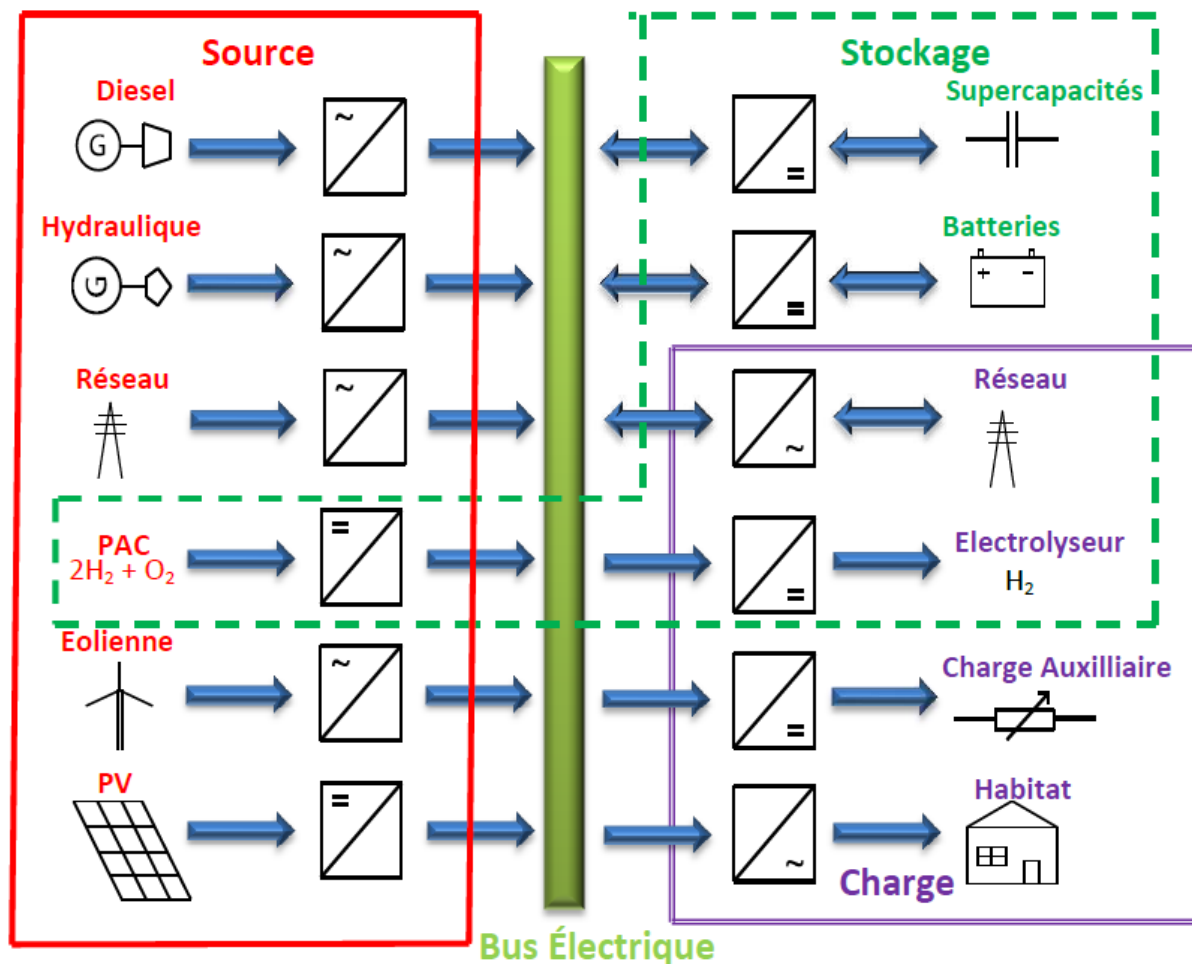 Source
Diesel
G
~
Hydraulique
G
~
Réseau
~
PAC
2H₂ + O₂
=
Eolienne
~
PV
=
Bus Électrique
Stockage
Supercapacités
=
Batteries
+ -
=
Réseau
~
Electrolyseur
H₂
=
Charge Auxilliaire
=
Habitat
~
Charge